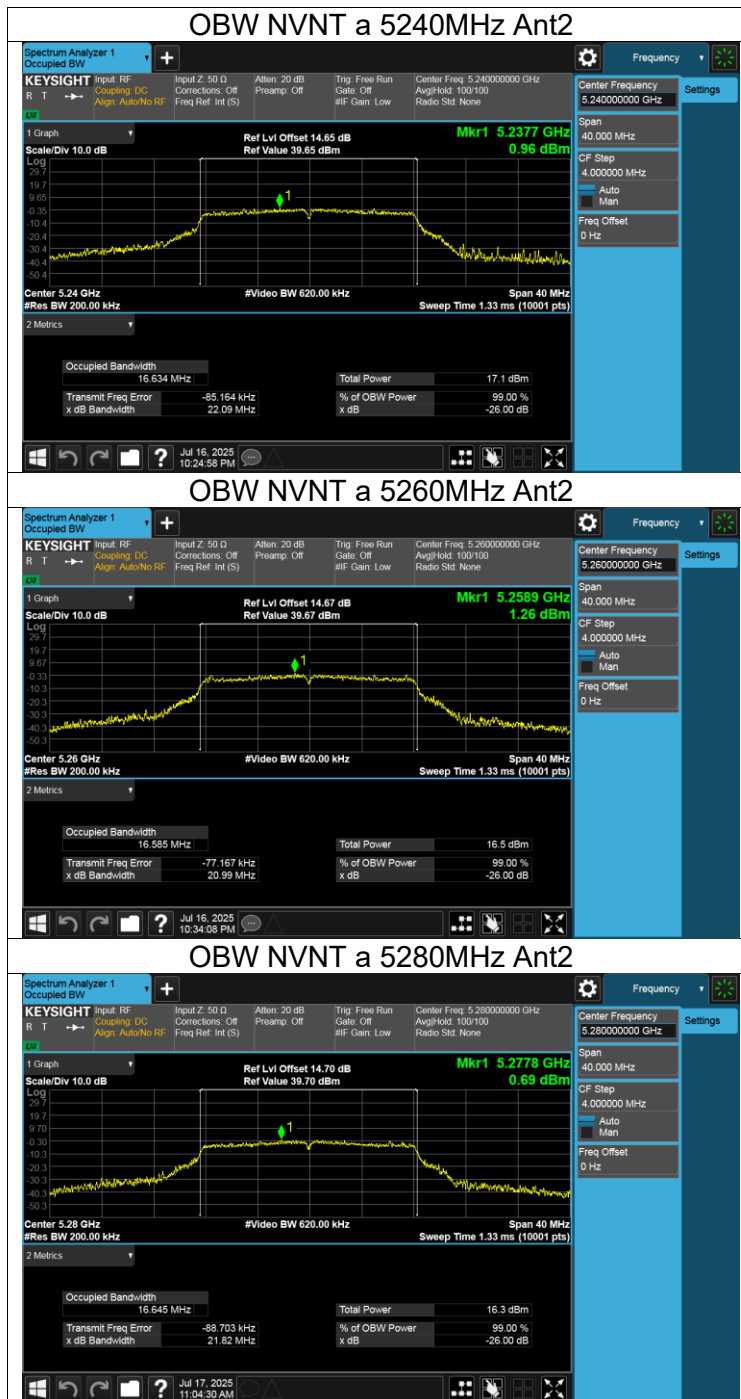 OBW NVNT a 5240MHz Ant2
Spectrum Analyzer 1
Occupied BW
+
Frequency
KEYSIGHT
R T
LXI
Input: RF
Coupling: DC
Align: Auto/No RF
Input Z: 50 Ω
Corrections: Off
Freq Ref: Int (S)
Atten: 20 dB
Preamp: Off
Trig: Free Run
Gate: Off
#IF Gain: Low
Center Freq: 5.240000000 GHz
Avg|Hold: 100/100
Radio Std: None
Center Frequency
5.240000000 GHz
Settings
Span
40.000 MHz
CF Step
4.000000 MHz
Auto
Man
Freq Offset
0 Hz
1 Graph
Scale/Div 10.0 dB
Ref Lvl Offset 14.65 dB
Ref Value 39.65 dBm
Mkr1 5.2377 GHz
0.96 dBm
Log
29.7
19.7
9.65
-0.35
-10.4
-20.4
-30.4
-40.4
-50.4
1
Center 5.24 GHz
#Res BW 200.00 kHz
#Video BW 620.00 kHz
Span 40 MHz
Sweep Time 1.33 ms (10001 pts)
2 Metrics
Occupied Bandwidth
16.634 MHz
Total Power 17.1 dBm
Transmit Freq Error -85.164 kHz
% of OBW Power 99.00 %
x dB Bandwidth 22.09 MHz
x dB -26.00 dB
?
Jul 16, 2025
10:24:58 PM
OBW NVNT a 5260MHz Ant2
Spectrum Analyzer 1
Occupied BW
+
Frequency
KEYSIGHT
R T
LXI
Input: RF
Coupling: DC
Align: Auto/No RF
Input Z: 50 Ω
Corrections: Off
Freq Ref: Int (S)
Atten: 20 dB
Preamp: Off
Trig: Free Run
Gate: Off
#IF Gain: Low
Center Freq: 5.260000000 GHz
Avg|Hold: 100/100
Radio Std: None
Center Frequency
5.260000000 GHz
Settings
Span
40.000 MHz
CF Step
4.000000 MHz
Auto
Man
Freq Offset
0 Hz
1 Graph
Scale/Div 10.0 dB
Ref Lvl Offset 14.67 dB
Ref Value 39.67 dBm
Mkr1 5.2589 GHz
1.26 dBm
Log
29.7
19.7
9.67
-0.33
-10.3
-20.3
-30.3
-40.3
-50.3
1
Center 5.26 GHz
#Res BW 200.00 kHz
#Video BW 620.00 kHz
Span 40 MHz
Sweep Time 1.33 ms (10001 pts)
2 Metrics
Occupied Bandwidth
16.585 MHz
Total Power 16.5 dBm
Transmit Freq Error -77.167 kHz
% of OBW Power 99.00 %
x dB Bandwidth 20.99 MHz
x dB -26.00 dB
?
Jul 16, 2025
10:34:08 PM
OBW NVNT a 5280MHz Ant2
Spectrum Analyzer 1
Occupied BW
+
Frequency
KEYSIGHT
R T
LXI
Input: RF
Coupling: DC
Align: Auto/No RF
Input Z: 50 Ω
Corrections: Off
Freq Ref: Int (S)
Atten: 20 dB
Preamp: Off
Trig: Free Run
Gate: Off
#IF Gain: Low
Center Freq: 5.280000000 GHz
Avg|Hold: 100/100
Radio Std: None
Center Frequency
5.280000000 GHz
Settings
Span
40.000 MHz
CF Step
4.000000 MHz
Auto
Man
Freq Offset
0 Hz
1 Graph
Scale/Div 10.0 dB
Ref Lvl Offset 14.70 dB
Ref Value 39.70 dBm
Mkr1 5.2778 GHz
0.69 dBm
Log
29.7
19.7
9.70
-0.30
-10.3
-20.3
-30.3
-40.3
-50.3
1
Center 5.28 GHz
#Res BW 200.00 kHz
#Video BW 620.00 kHz
Span 40 MHz
Sweep Time 1.33 ms (10001 pts)
2 Metrics
Occupied Bandwidth
16.645 MHz
Total Power 16.3 dBm
Transmit Freq Error -88.703 kHz
% of OBW Power 99.00 %
x dB Bandwidth 21.82 MHz
x dB -26.00 dB
?
Jul 17, 2025
11:04:30 AM